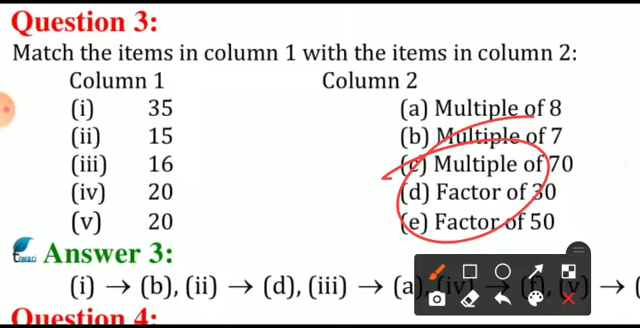 Question 3:
Match the items in column 1 with the items in column 2:
Column 1 Column 2
(i) 35 (a) Multiple of 8
(ii) 15 (b) Multiple of 7
(iii) 16 (c) Multiple of 70
(iv) 20 (d) Factor of 30
(v) 20 (e) Factor of 50
Answer 3:
(i) → (b), (ii) → (d), (iii) → (a), (iv) → (f), (v) → (
Question 4: